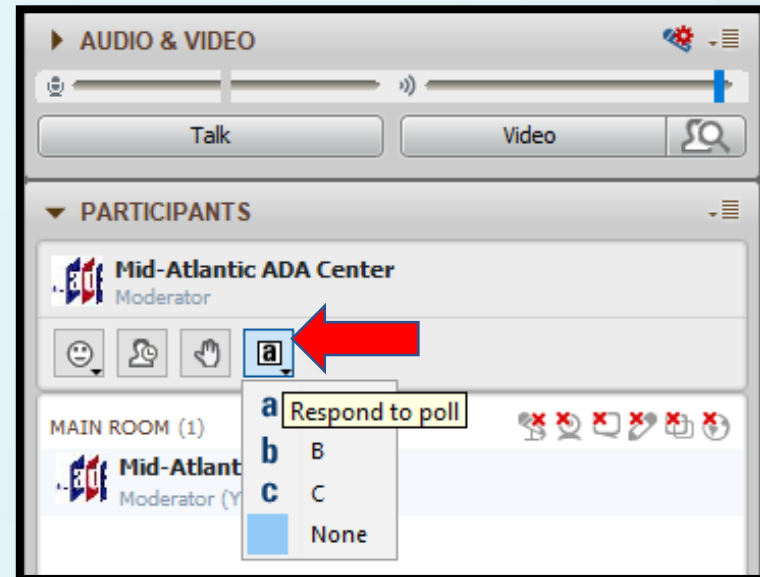 AUDIO & VIDEO
Talk Video
PARTICIPANTS
Mid-Atlantic ADA Center
Moderator
a
a Respond to poll
MAIN ROOM (1)
b B
Mid-Atlant
c C
Moderator (Y
None